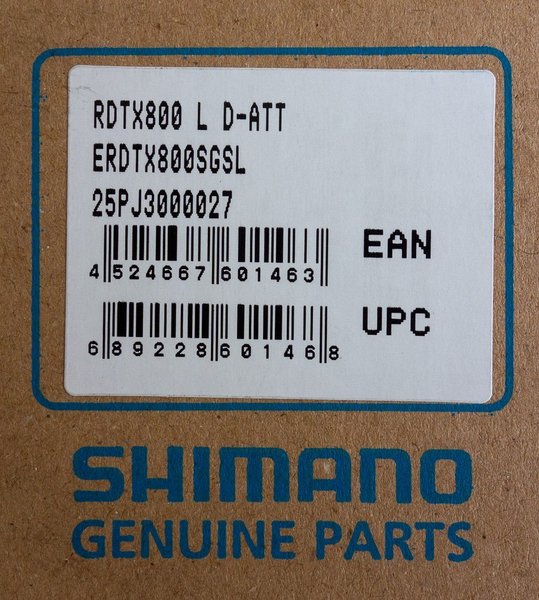 RDTX800 L D-ATT
ERDTX800SGSL
25PJ3000027
4 524667 601463
EAN
6 89228 60146 8
UPC
SHIMANO
GENUINE PARTS